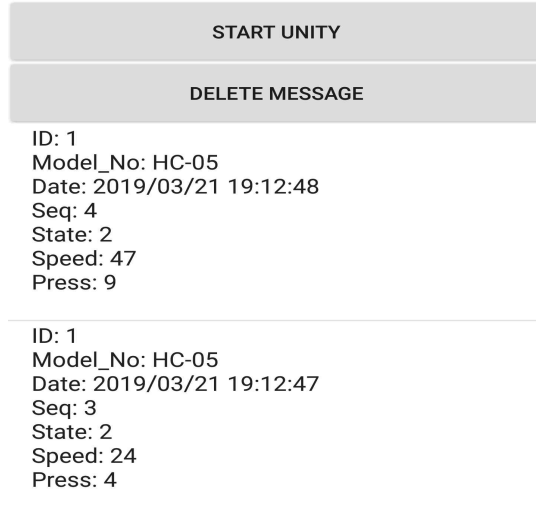 START UNITY
DELETE MESSAGE
ID: 1
Model_No: HC-05
Date: 2019/03/21 19:12:48
Seq: 4
State: 2
Speed: 47
Press: 9
ID: 1
Model_No: HC-05
Date: 2019/03/21 19:12:47
Seq: 3
State: 2
Speed: 24
Press: 4